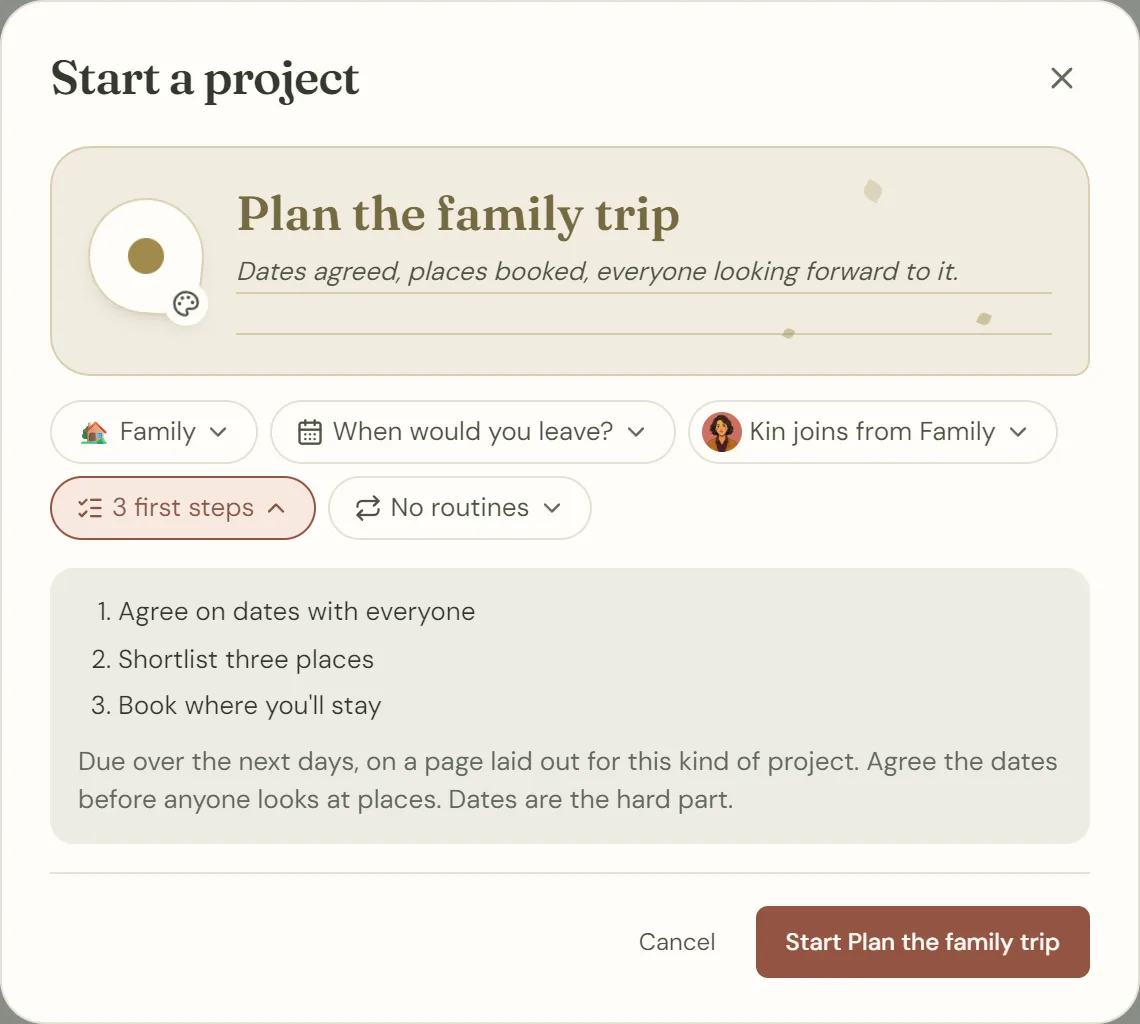 Start a project
Plan the family trip
Dates agreed, places booked, everyone looking forward to it.
Family
When would you leave?
Kin joins from Family
3 first steps
No routines
1. Agree on dates with everyone
2. Shortlist three places
3. Book where you'll stay
Due over the next days, on a page laid out for this kind of project. Agree the dates
before anyone looks at places. Dates are the hard part.
Cancel
Start Plan the family trip